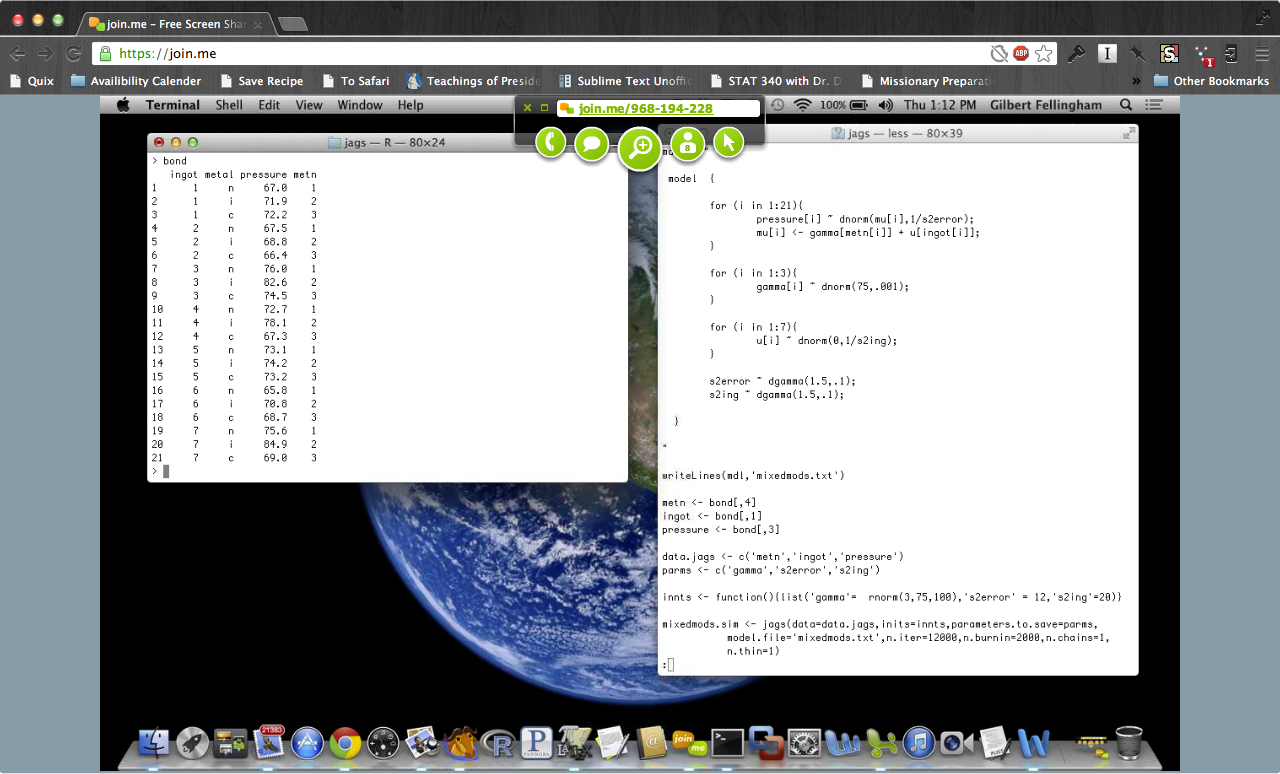 join.me – Free Screen Shar
https://join.me
ABP
I
S
1
Quix
Availibility Calender
Save Recipe
To Safari
Teachings of Preside
Sublime Text Unoffic
STAT 340 with Dr. D
Missionary Preparati
»
Other Bookmarks
Terminal Shell Edit View Window Help
join.me/968-194-228
100%
Thu 1:12 PM
Gilbert Fellingham
8
jags — R — 80×24
> bond
ingot metal pressure metn
1 1 n 67.0 1
2 1 i 71.9 2
3 1 c 72.2 3
4 2 n 67.5 1
5 2 i 68.8 2
6 2 c 66.4 3
7 3 n 76.0 1
8 3 i 82.6 2
9 3 c 74.5 3
10 4 n 72.7 1
11 4 i 78.1 2
12 4 c 67.3 3
13 5 n 73.1 1
14 5 i 74.2 2
15 5 c 73.2 3
16 6 n 65.8 1
17 6 i 70.8 2
18 6 c 68.7 3
19 7 n 75.6 1
20 7 i 84.9 2
21 7 c 69.0 3
>
jags — less — 80×39
model {
for (i in 1:21){
pressure[i] ~ dnorm(mu[i],1/s2error);
mu[i] <- gamma[metn[i]] + u[ingot[i]];
}
for (i in 1:3){
gamma[i] ~ dnorm(75,.001);
}
for (i in 1:7){
u[i] ~ dnorm(0,1/s2ing);
}
s2error ~ dgamma(1.5,.1);
s2ing ~ dgamma(1.5,.1);
}
"
writeLines(mdl,'mixedmods.txt')
metn <- bond[,4]
ingot <- bond[,1]
pressure <- bond[,3]
data.jags <- c('metn','ingot','pressure')
parms <- c('gamma','s2error','s2ing')
innts <- function(){list('gamma'= rnorm(3,75,100),'s2error' = 12,'s2ing'=20)}
mixedmods.sim <- jags(data=data.jags,inits=innts,parameters.to.save=parms,
model.file='mixedmods.txt',n.iter=12000,n.burnin=2000,n.chains=1,
n.thin=1)
:
21383
R
P
PANDORA
join
me
>_
W